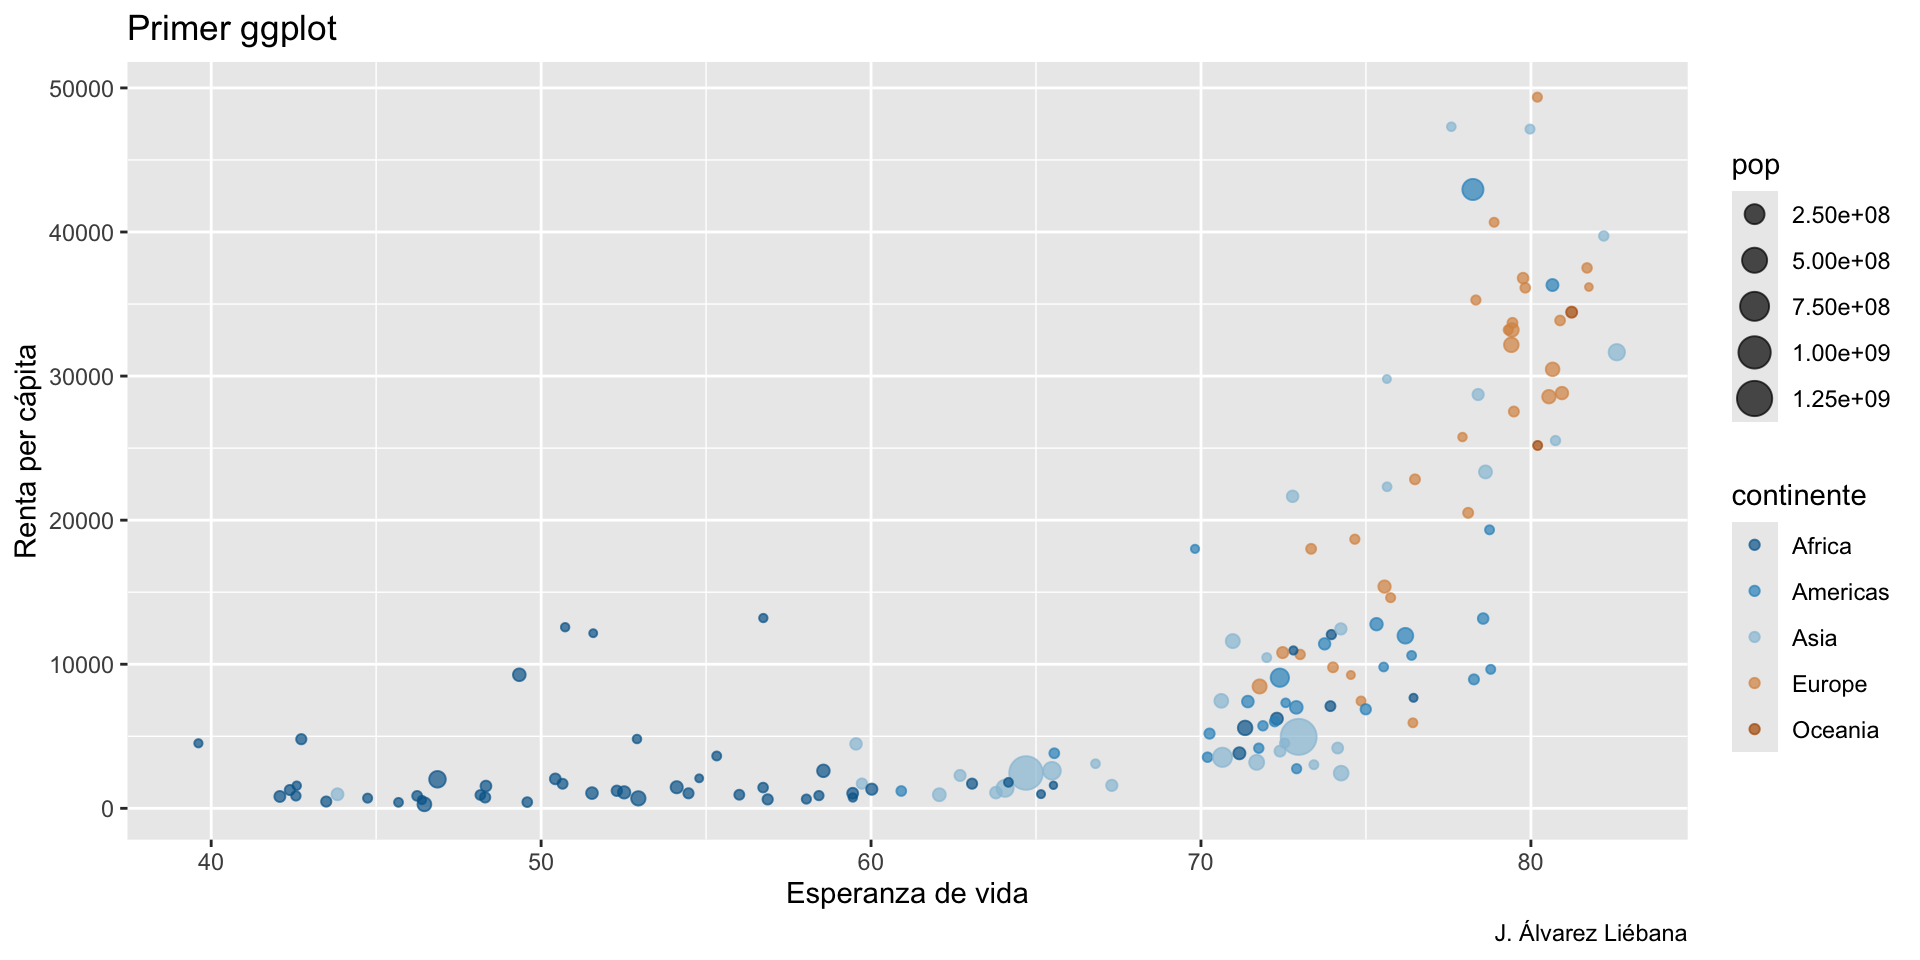 Primer ggplot
50000
40000
30000
20000
10000
0
Renta per cápita
40 50 60 70 80
Esperanza de vida
pop
2.50e+08
5.00e+08
7.50e+08
1.00e+09
1.25e+09
continente
Africa
Americas
Asia
Europe
Oceania
J. Álvarez Liébana